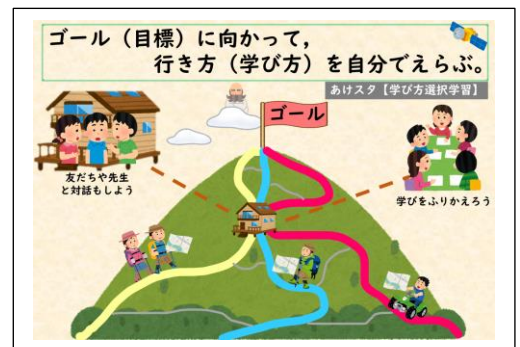 ゴール（目標）に向かって，
行き方（学び方）を自分でえらぶ。
あけスタ【学び方選択学習】
ゴール
友だちや先生
と対話もしよう
学びをふりかえろう